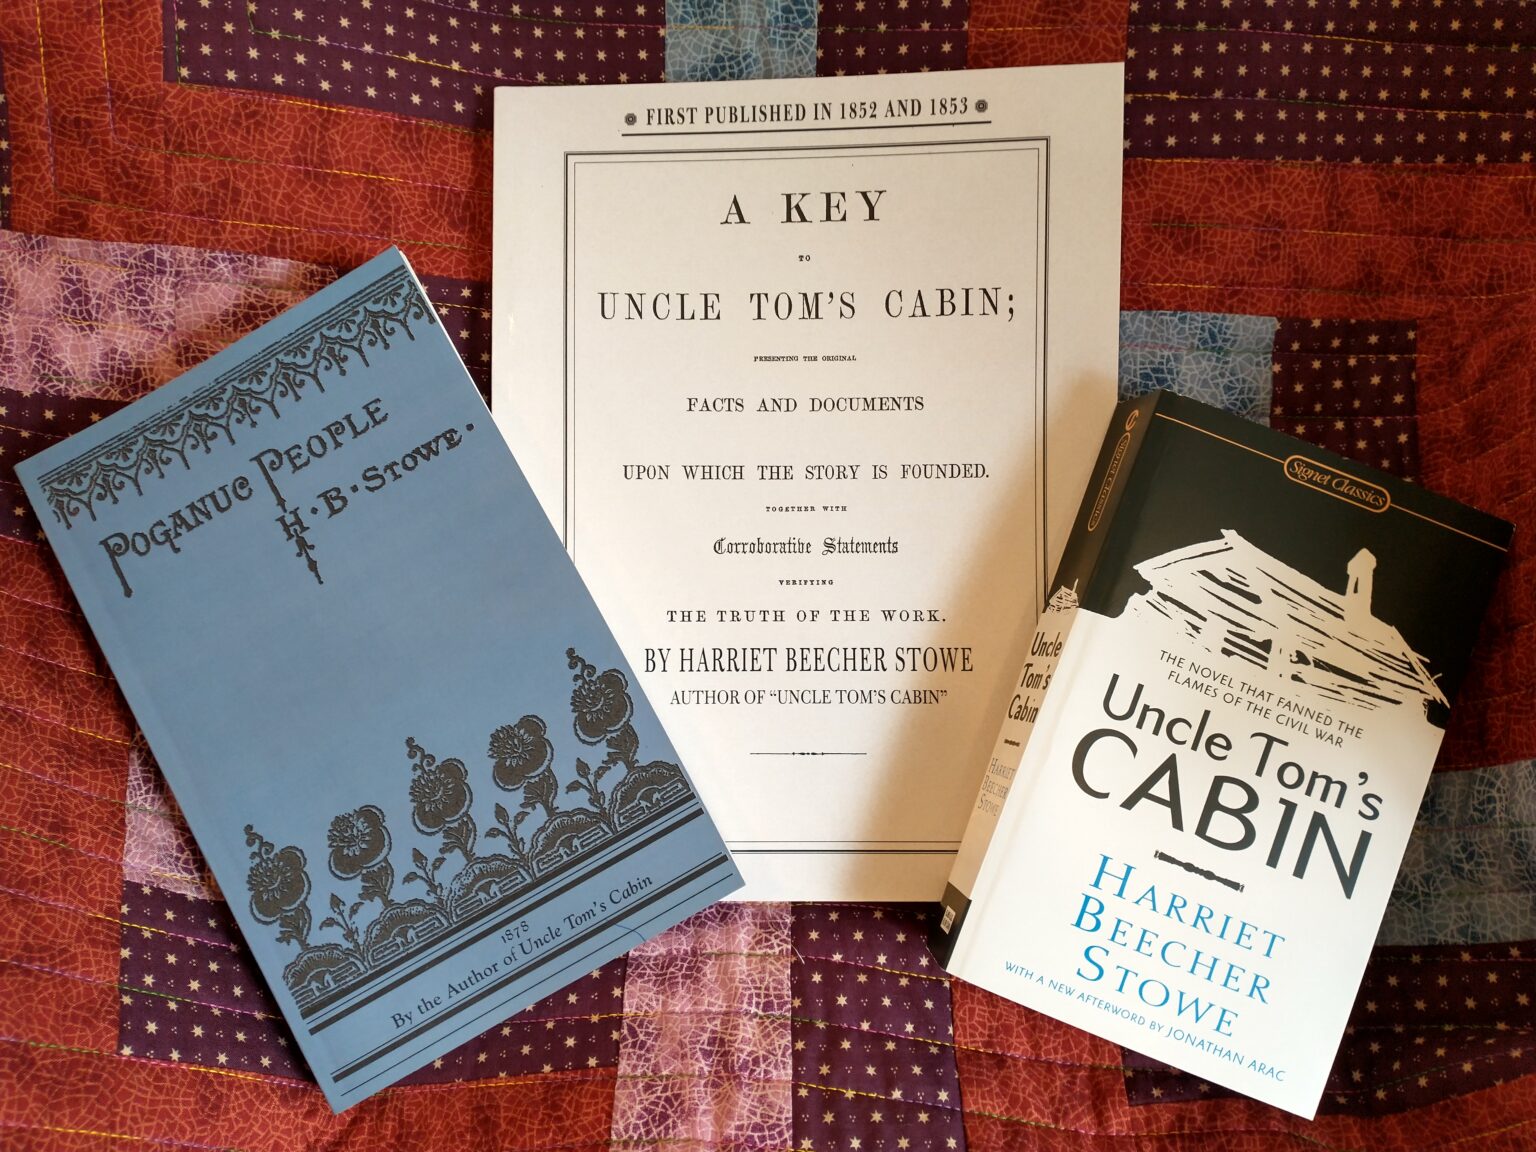 POGANUC PEOPLE
H·B·STOWE·
1878
By the Author of Uncle Tom's Cabin
FIRST PUBLISHED IN 1852 AND 1853
A KEY
TO
UNCLE TOM'S CABIN;
PRESENTING THE ORIGINAL
FACTS AND DOCUMENTS
UPON WHICH THE STORY IS FOUNDED.
TOGETHER WITH
Corroborative Statements
VERIFYING
THE TRUTH OF THE WORK.
BY HARRIET BEECHER STOWE
AUTHOR OF “UNCLE TOM'S CABIN”
Signet Classics
Uncle
Tom's
Cabin
HARRIET
BEECHER
STOWE
Signet Classics
THE NOVEL THAT FANNED THE
FLAMES OF THE CIVIL WAR
Uncle Tom's
CABIN
HARRIET
BEECHER
STOWE
WITH A NEW AFTERWORD BY JONATHAN ARAC